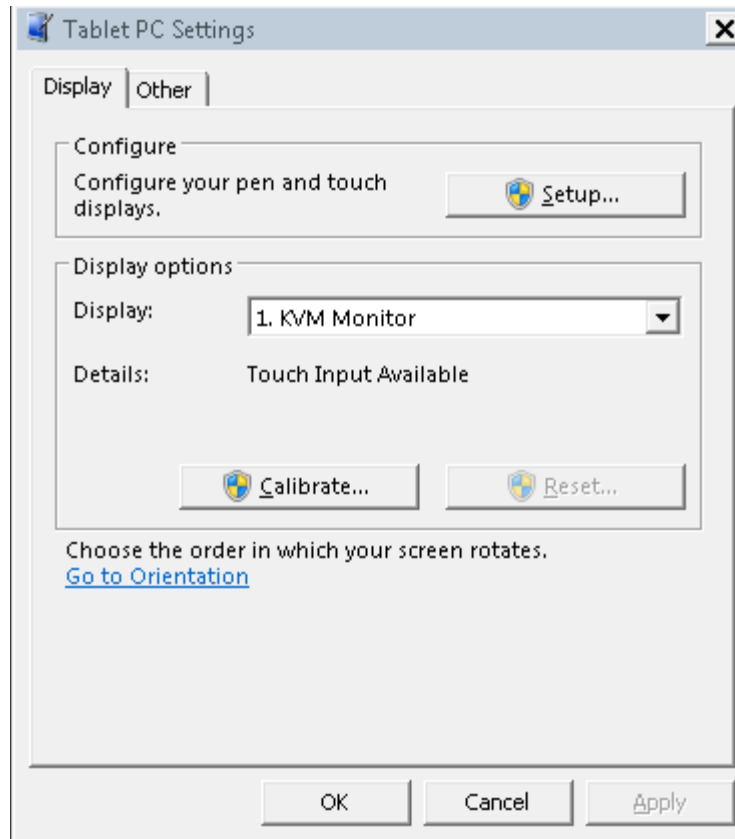 Tablet PC Settings
Display
Other
Configure
Configure your pen and touch
displays.
Setup...
Display options
Display:
1. KVM Monitor
Details:
Touch Input Available
Calibrate...
Reset...
Choose the order in which your screen rotates.
Go to Orientation
OK
Cancel
Apply